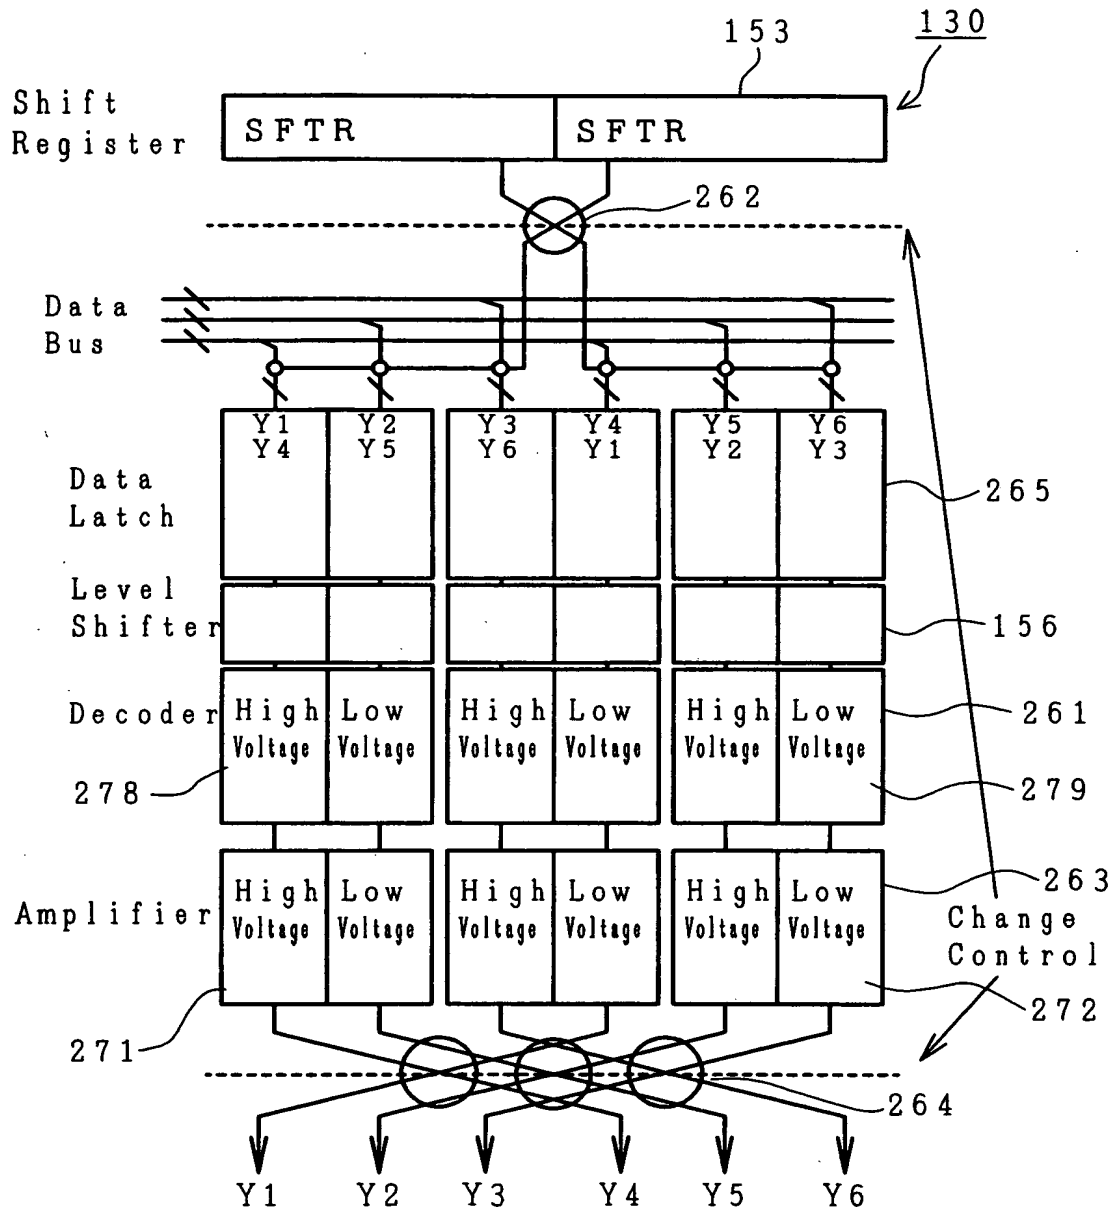 130
153
Shift
Register
SFTR SFTR
262
Data
Bus
Y1 Y2 Y3 Y4 Y5 Y6
Y4 Y5 Y6 Y1 Y2 Y3
Data
Latch
265
Level
Shifter
156
Decoder
High Low High Low High Low
Voltage Voltage Voltage Voltage Voltage Voltage
261
278
279
Amplifier
High Low High Low High Low
Voltage Voltage Voltage Voltage Voltage Voltage
263
Change
Control
271
272
264
Y1 Y2 Y3 Y4 Y5 Y6